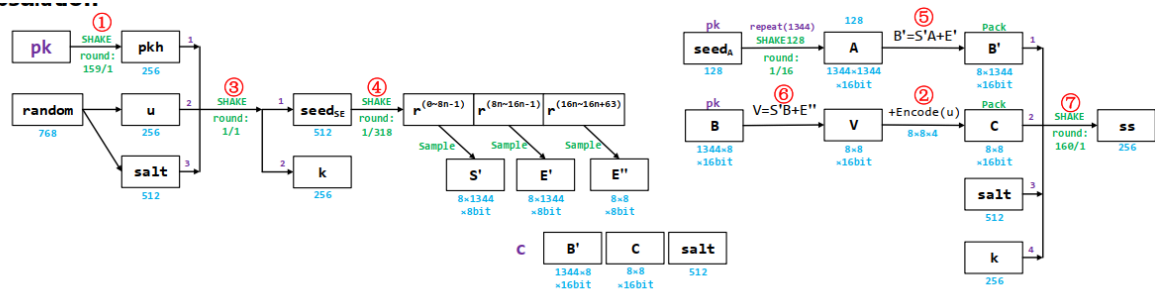 ①
pk
SHAKE
round:
159/1
pkh
256
1
random
768
u
256
2
salt
512
3
③
SHAKE
round:
1/1
1
seed_SE
512
2
k
256
④
SHAKE
round:
1/318
r^(0~8n-1)
r^(8n~16n-1)
r^(16n~16n+63)
Sample
Sample
Sample
S'
8×1344
×8bit
E'
8×1344
×8bit
E''
8×8
×8bit
c
B'
1344×8
×16bit
C
8×8
×16bit
salt
512
pk
seed_A
128
repeat(1344)
SHAKE128
round:
1/16
128
A
1344×1344
×16bit
⑤
B'=S'A+E'
Pack
B'
8×1344
×16bit
1
pk
B
1344×8
×16bit
⑥
V=S'B+E''
V
8×8
×16bit
②
+Encode(u)
8×8×4
Pack
C
8×8
×16bit
2
salt
512
3
k
256
4
⑦
SHAKE
round:
160/1
ss
256